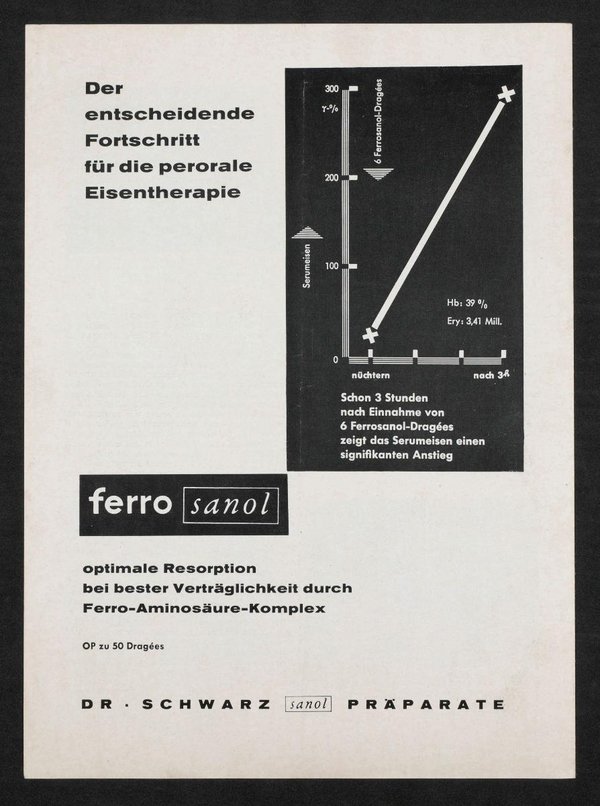 Der
entscheidende
Fortschritt
für die perorale
Eisentherapie
300
γ-%
200
100
0
6 Ferrosanol-Dragées
Serumeisen
Hb: 39 %
Ery: 3,41 Mill.
nüchtern
nach 3
Schon 3 Stunden
nach Einnahme von
6 Ferrosanol-Dragées
zeigt das Serumeisen einen
signifikanten Anstieg
ferro sanol
optimale Resorption
bei bester Verträglichkeit durch
Ferro-Aminosäure-Komplex
OP zu 50 Dragées
DR · SCHWARZ sanol PRÄPARATE